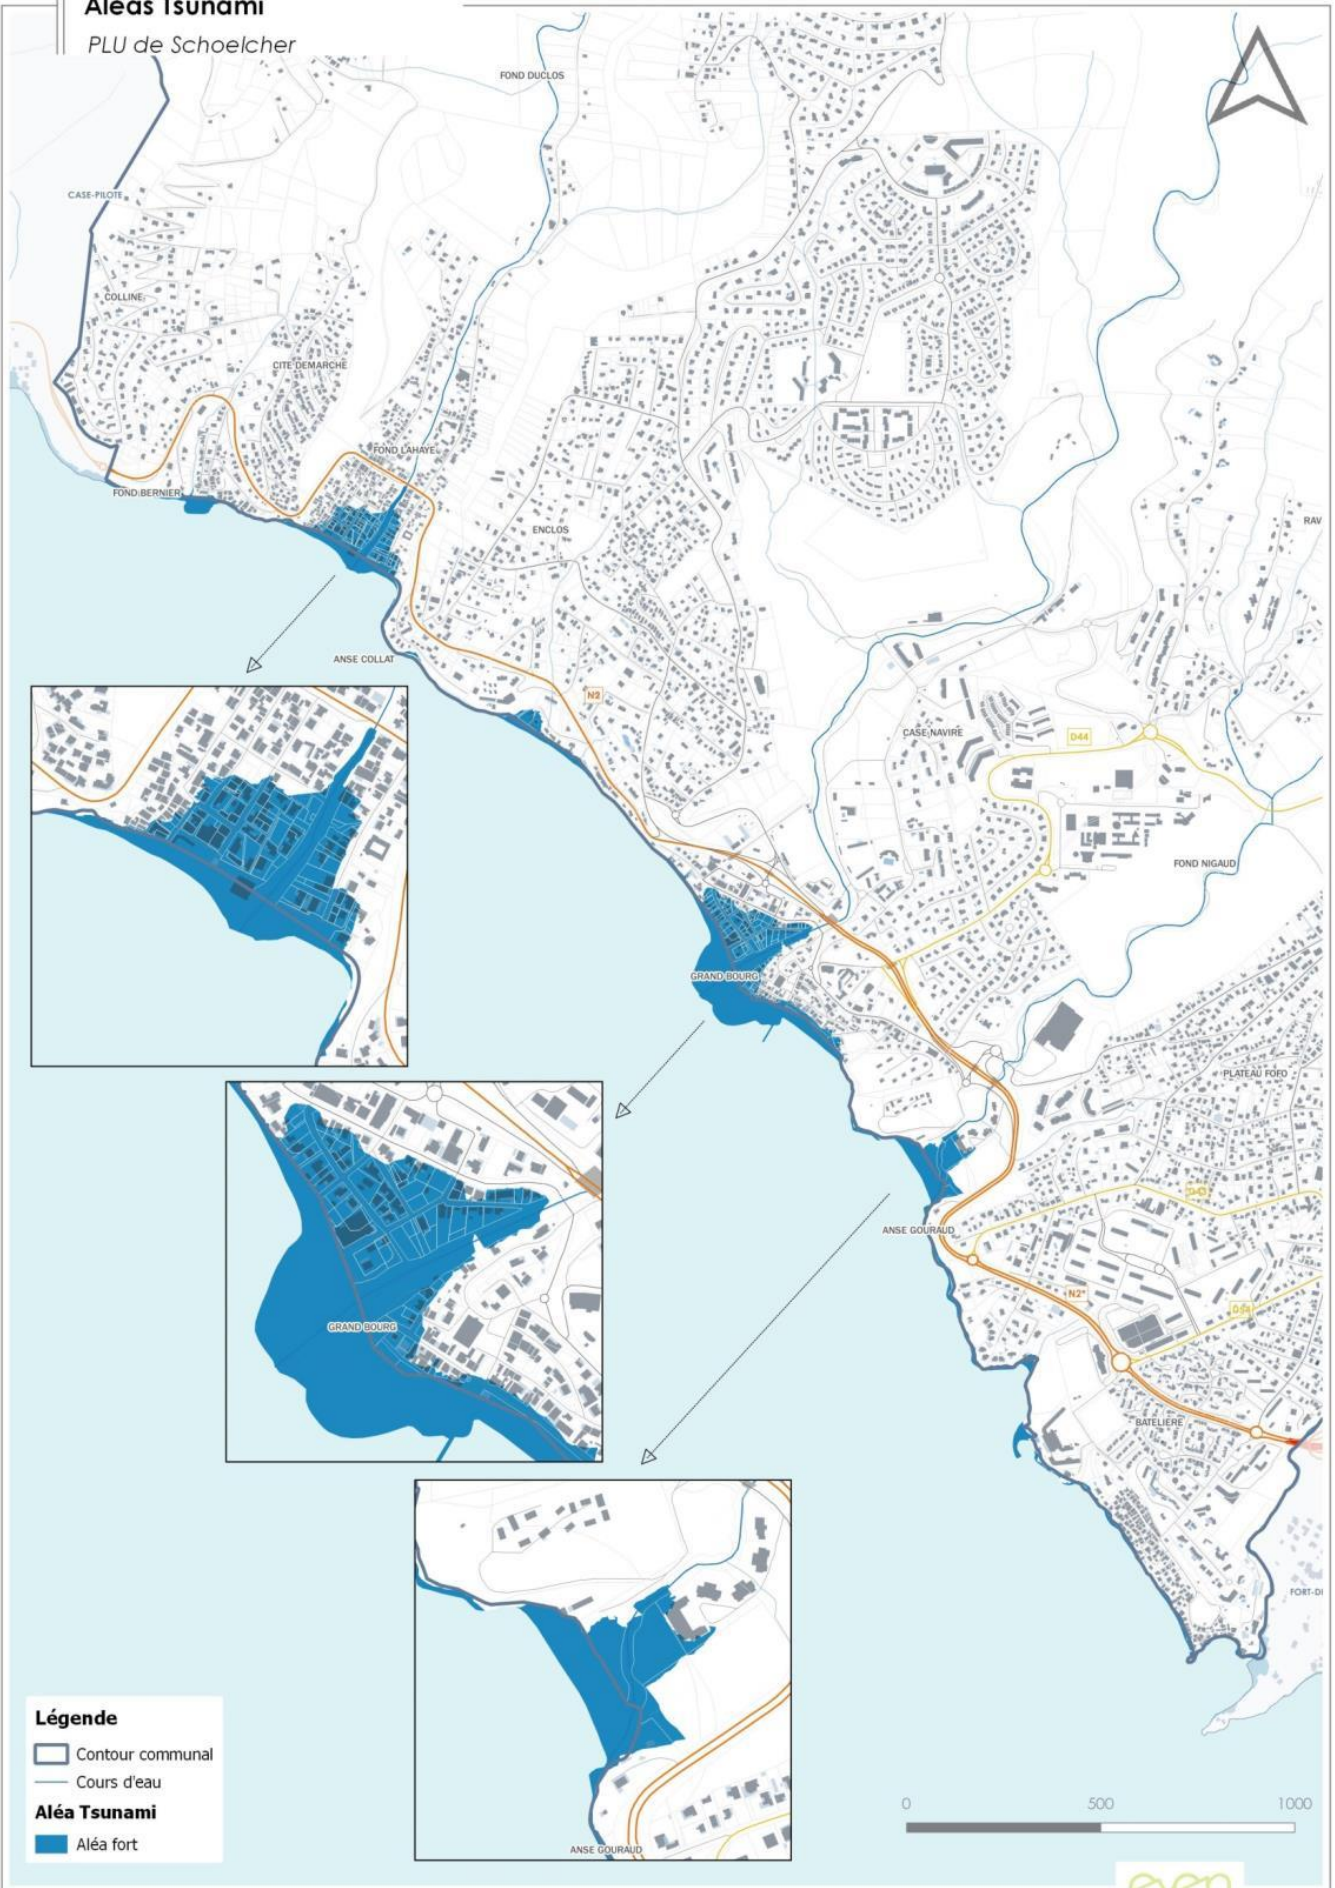 Aléas Tsunami
PLU de Schoelcher
FOND DUCLOS
CASE-PILOTE
COLLINE
CITE DEMARCHE
FOND LAHAYE
FOND BERNIER
ENCLOS
RAV
ANSE COLLAT
N2
CASE NAVIRE
D44
FOND NIGAUD
GRAND BOURG
PLATEAU FOFO
ANSE GOURAUD
N2*
GRAND BOURG
BATELIERE
FORT-D
ANSE GOURAUD
Légende
Contour communal
Cours d'eau
Aléa Tsunami
Aléa fort
0 500 1000
even